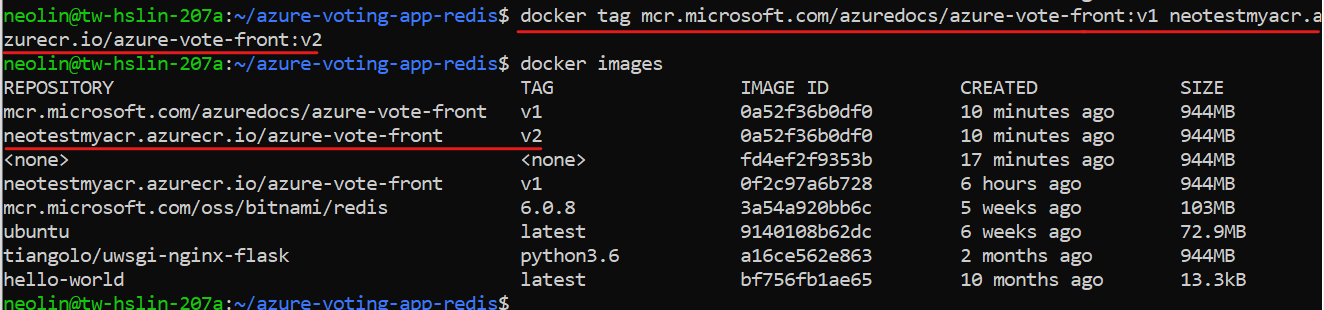 neolin@tw-hslin-207a:~/azure-voting-app-redis$ docker tag mcr.microsoft.com/azuredocs/azure-vote-front:v1 neotestmyacr.a
zurecr.io/azure-vote-front:v2
neolin@tw-hslin-207a:~/azure-voting-app-redis$ docker images
REPOSITORY TAG IMAGE ID CREATED SIZE
mcr.microsoft.com/azuredocs/azure-vote-front v1 0a52f36b0df0 10 minutes ago 944MB
neotestmyacr.azurecr.io/azure-vote-front v2 0a52f36b0df0 10 minutes ago 944MB
<none> <none> fd4ef2f9353b 17 minutes ago 944MB
neotestmyacr.azurecr.io/azure-vote-front v1 0f2c97a6b728 6 hours ago 944MB
mcr.microsoft.com/oss/bitnami/redis 6.0.8 3a54a920bb6c 5 weeks ago 103MB
ubuntu latest 9140108b62dc 6 weeks ago 72.9MB
tiangolo/uwsgi-nginx-flask python3.6 a16ce562e863 2 months ago 944MB
hello-world latest bf756fb1ae65 10 months ago 13.3kB
neolin@tw-hslin-207a:~/azure-voting-app-redis$